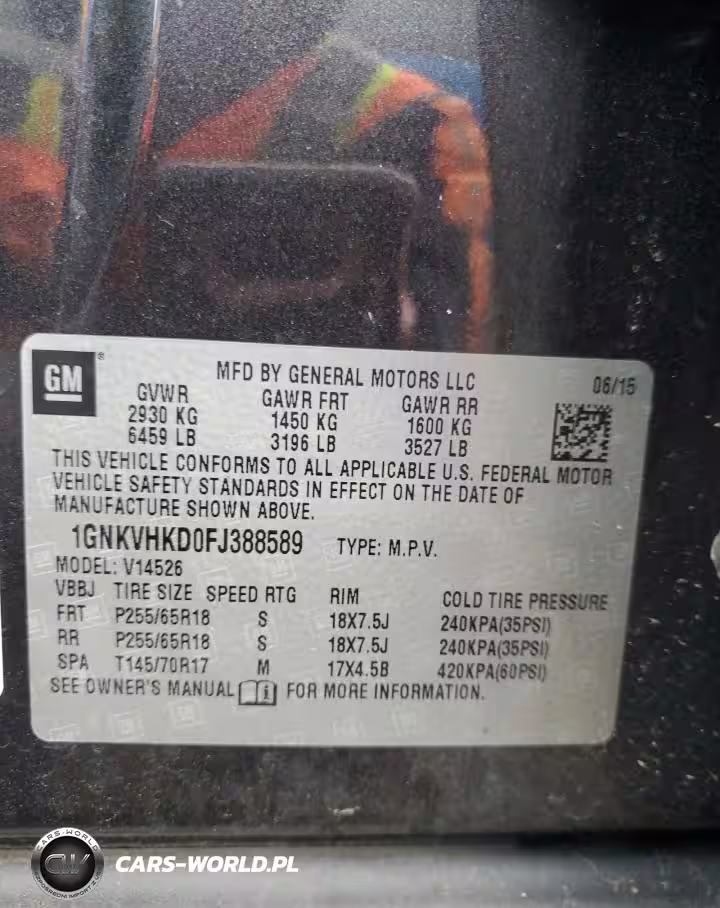 GM
®
MFD BY GENERAL MOTORS LLC
06/15
GVWR GAWR FRT GAWR RR
2930 KG 1450 KG 1600 KG
6459 LB 3196 LB 3527 LB
THIS VEHICLE CONFORMS TO ALL APPLICABLE U.S. FEDERAL MOTOR
VEHICLE SAFETY STANDARDS IN EFFECT ON THE DATE OF
MANUFACTURE SHOWN ABOVE.
1GNKVHKD0FJ388589 TYPE: M.P.V.
MODEL: V14526
VBBJ TIRE SIZE SPEED RTG RIM COLD TIRE PRESSURE
FRT P255/65R18 S 18X7.5J 240KPA(35PSI)
RR P255/65R18 S 18X7.5J 240KPA(35PSI)
SPA T145/70R17 M 17X4.5B 420KPA(60PSI)
SEE OWNER'S MANUAL FOR MORE INFORMATION.
CARS-WORLD
CW
CARS-WORLD.PL